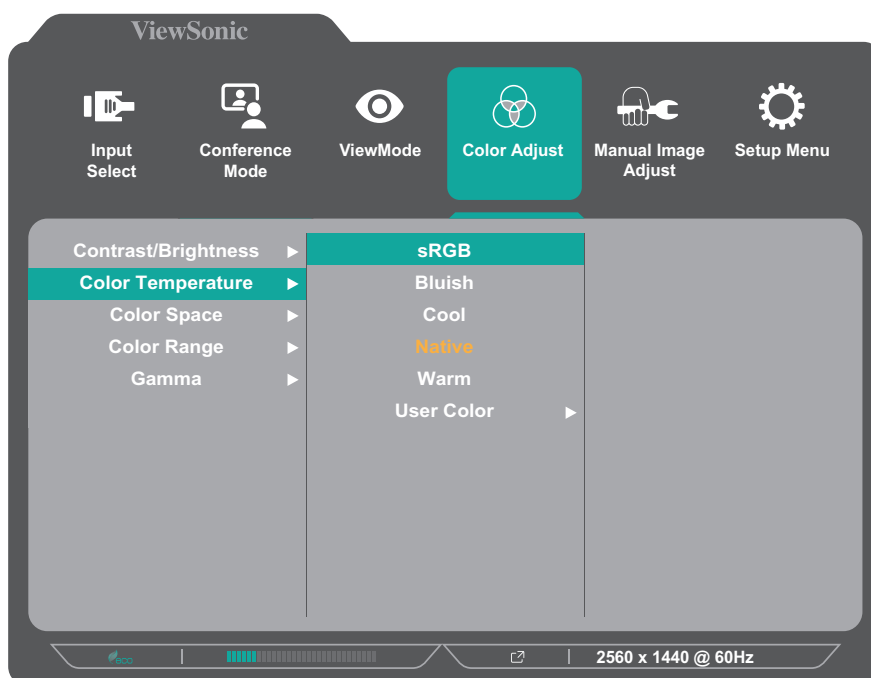 ViewSonic
Input
Select
Conference
Mode
ViewMode
Color Adjust
Manual Image
Adjust
Setup Menu
Contrast/Brightness
Color Temperature
Color Space
Color Range
Gamma
sRGB
Bluish
Cool
Native
Warm
User Color
eco
2560 x 1440 @ 60Hz